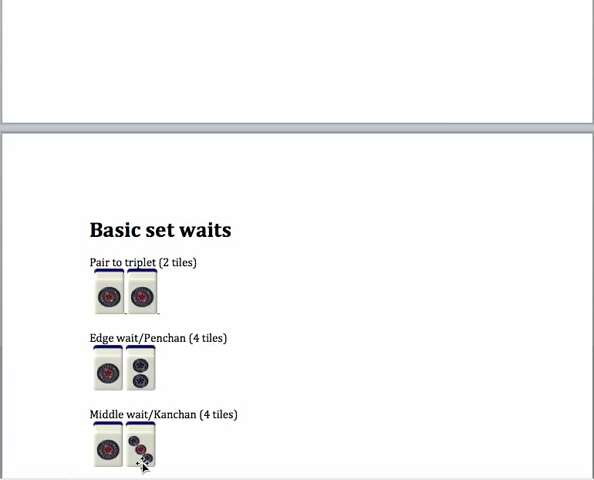 Basic set waits
Pair to triplet (2 tiles)
Edge wait/Penchan (4 tiles)
Middle wait/Kanchan (4 tiles)